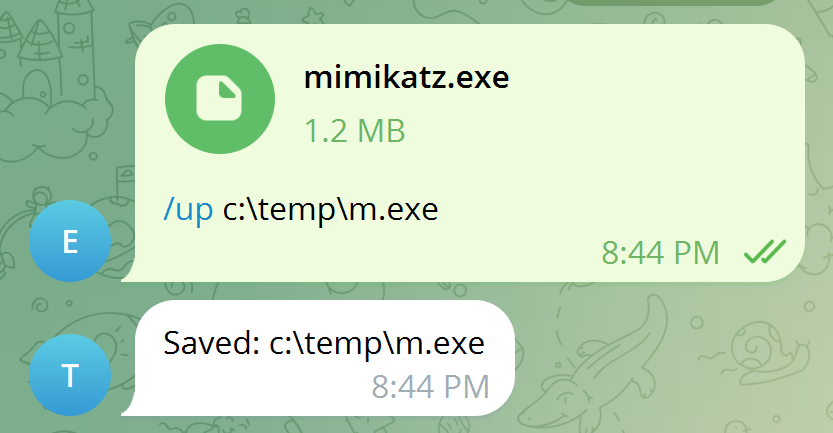 mimikatz.exe
1.2 MB
/up c:\temp\m.exe
E
8:44 PM
Saved: c:\temp\m.exe
T
8:44 PM